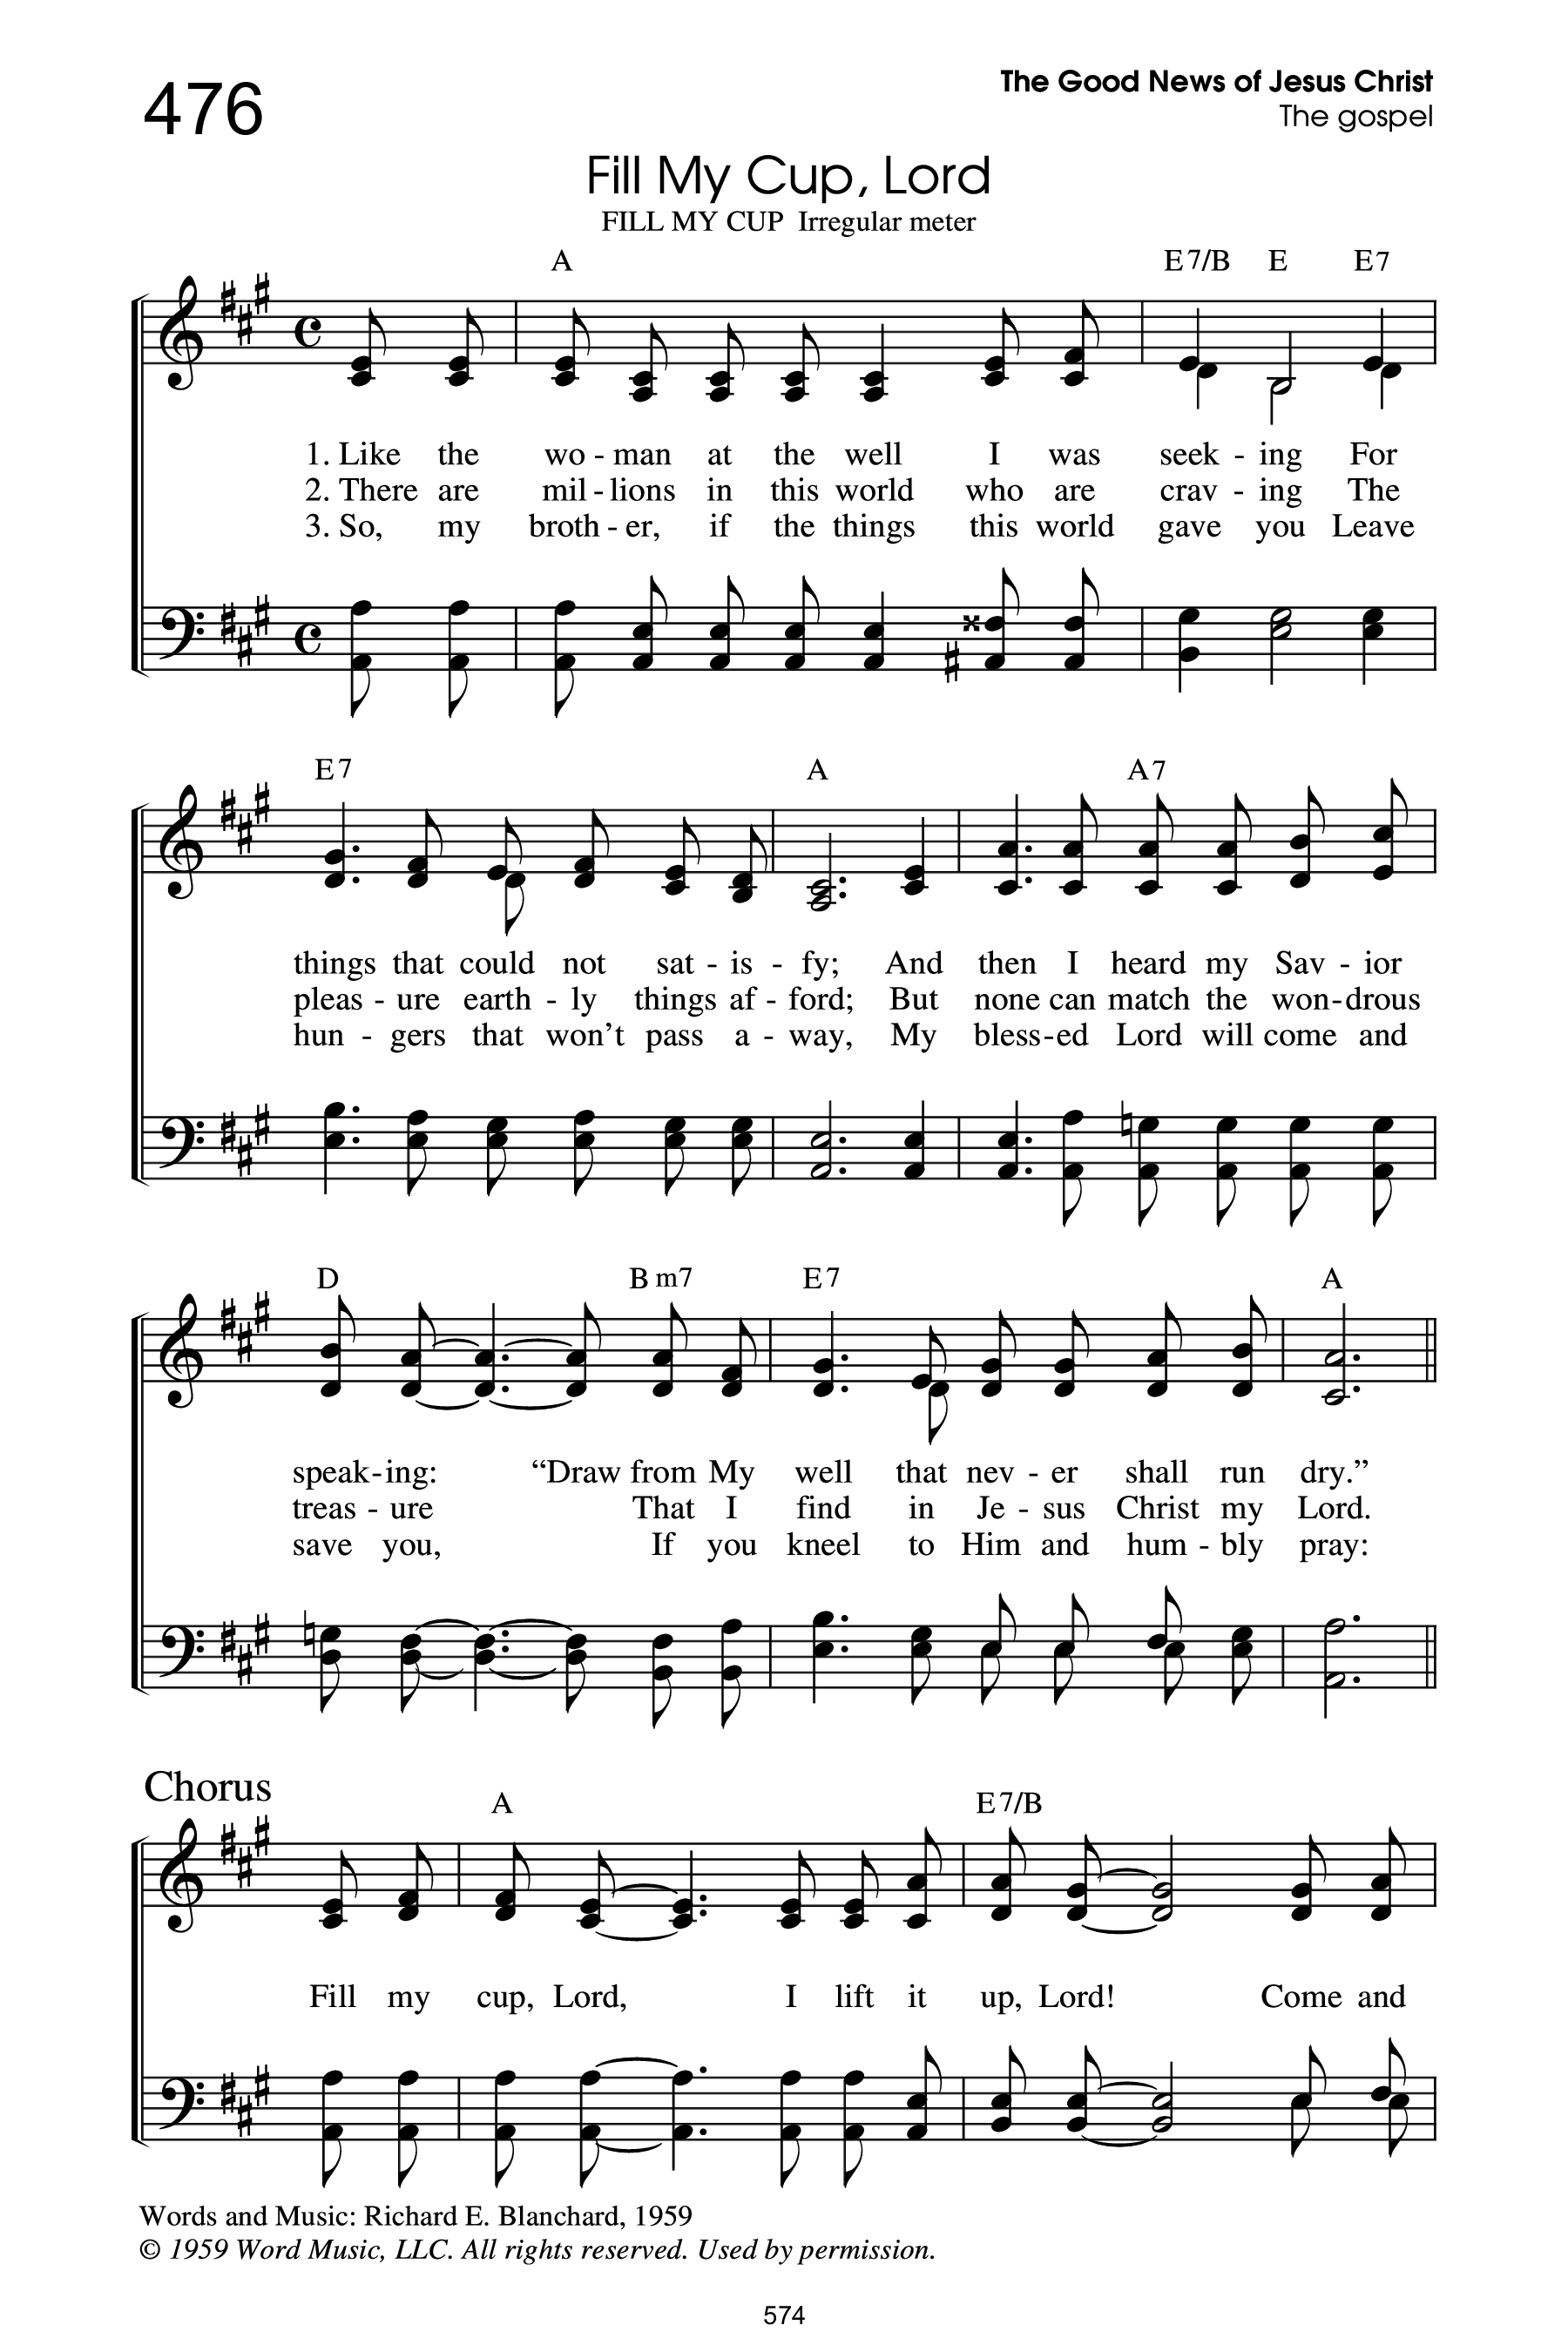 476
The Good News of Jesus Christ
The gospel
Fill My Cup, Lord
FILL MY CUP Irregular meter
A E7/B E E7
1. Like the wo - man at the well I was seek - ing For
2. There are mil - lions in this world who are crav - ing The
3. So, my broth - er, if the things this world gave you Leave
E7 A A7
things that could not sat - is - fy; And then I heard my Sav - ior
pleas - ure earth - ly things af - ford; But none can match the won - drous
hun - gers that won't pass a - way, My bless - ed Lord will come and
D Bm7 E7 A
speak - ing: “Draw from My well that nev - er shall run dry.”
treas - ure That I find in Je - sus Christ my Lord.
save you, If you kneel to Him and hum - bly pray:
Chorus
A E7/B
Fill my cup, Lord, I lift it up, Lord! Come and
Words and Music: Richard E. Blanchard, 1959
© 1959 Word Music, LLC. All rights reserved. Used by permission.
574